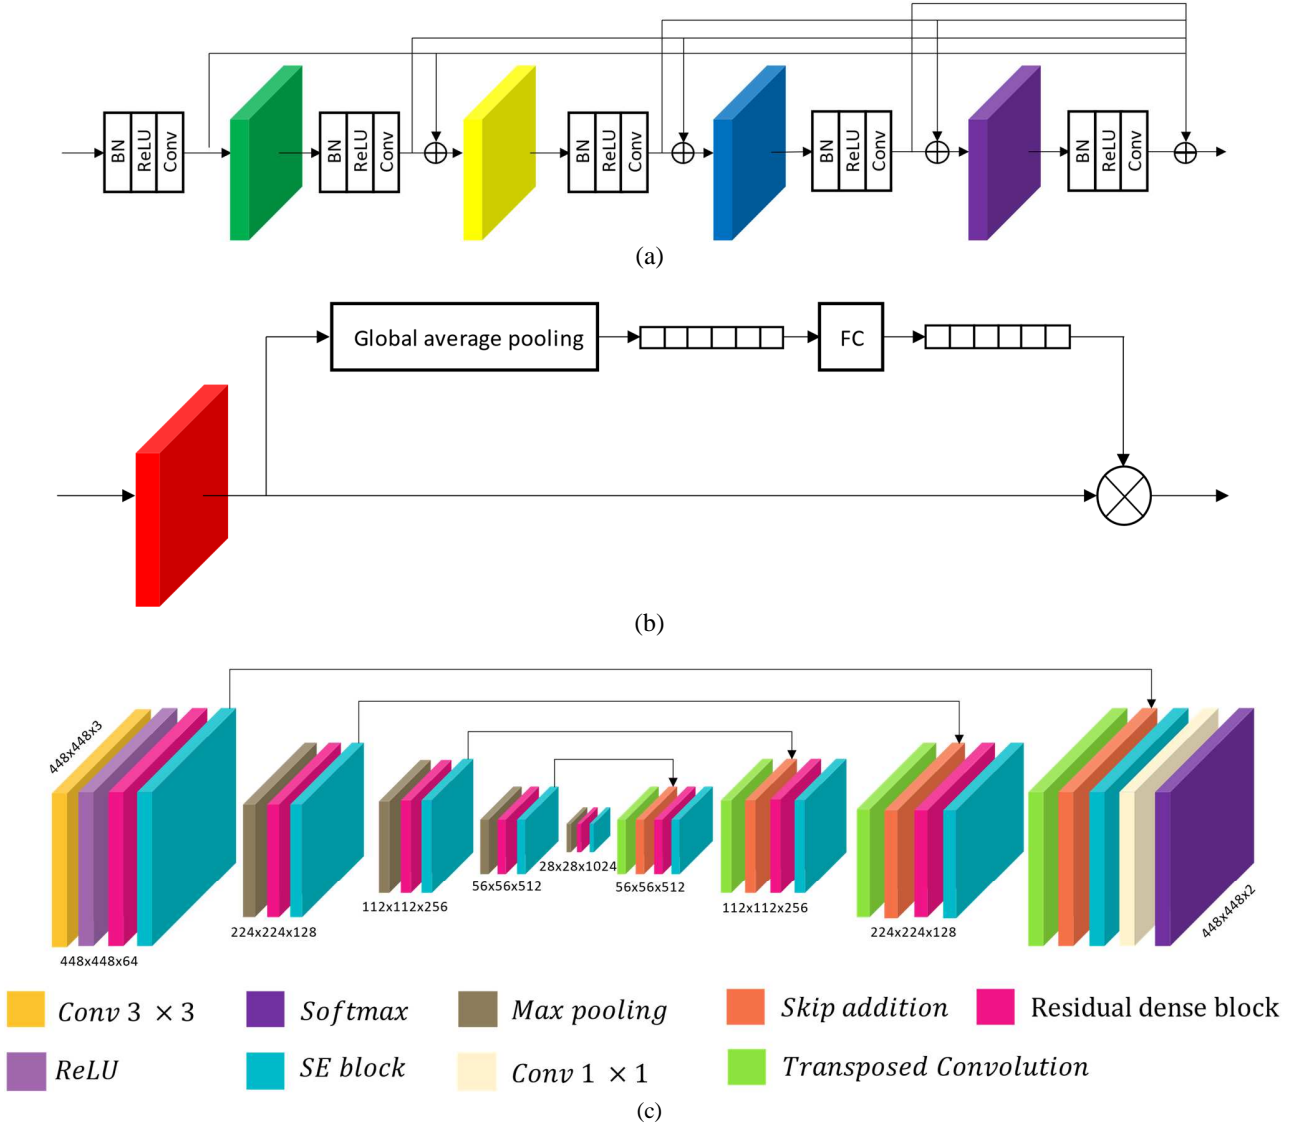 BN ReLU Conv BN ReLU Conv BN ReLU Conv BN ReLU Conv BN ReLU Conv
(a)
Global average pooling FC
(b)
448x448x3
448x448x64
224x224x128
112x112x256
56x56x512
28x28x1024
56x56x512
112x112x256
224x224x128
448x448x2
Conv 3 × 3 Softmax Max pooling Skip addition Residual dense block
ReLU SE block Conv 1 × 1 Transposed Convolution
(c)